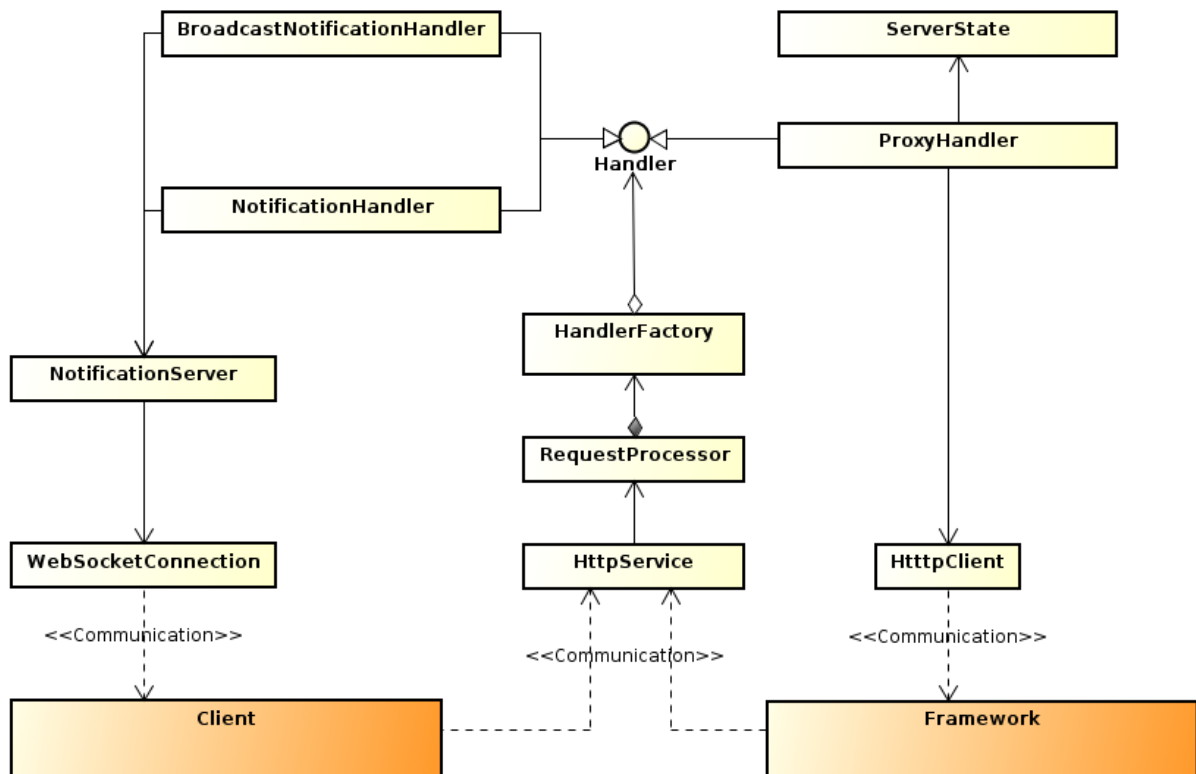 BroadcastNotificationHandler
ServerState
Handler
ProxyHandler
NotificationHandler
HandlerFactory
NotificationServer
RequestProcessor
WebSocketConnection
HttpService
HtttpClient
<<Communication>>
<<Communication>>
<<Communication>>
Client
Framework